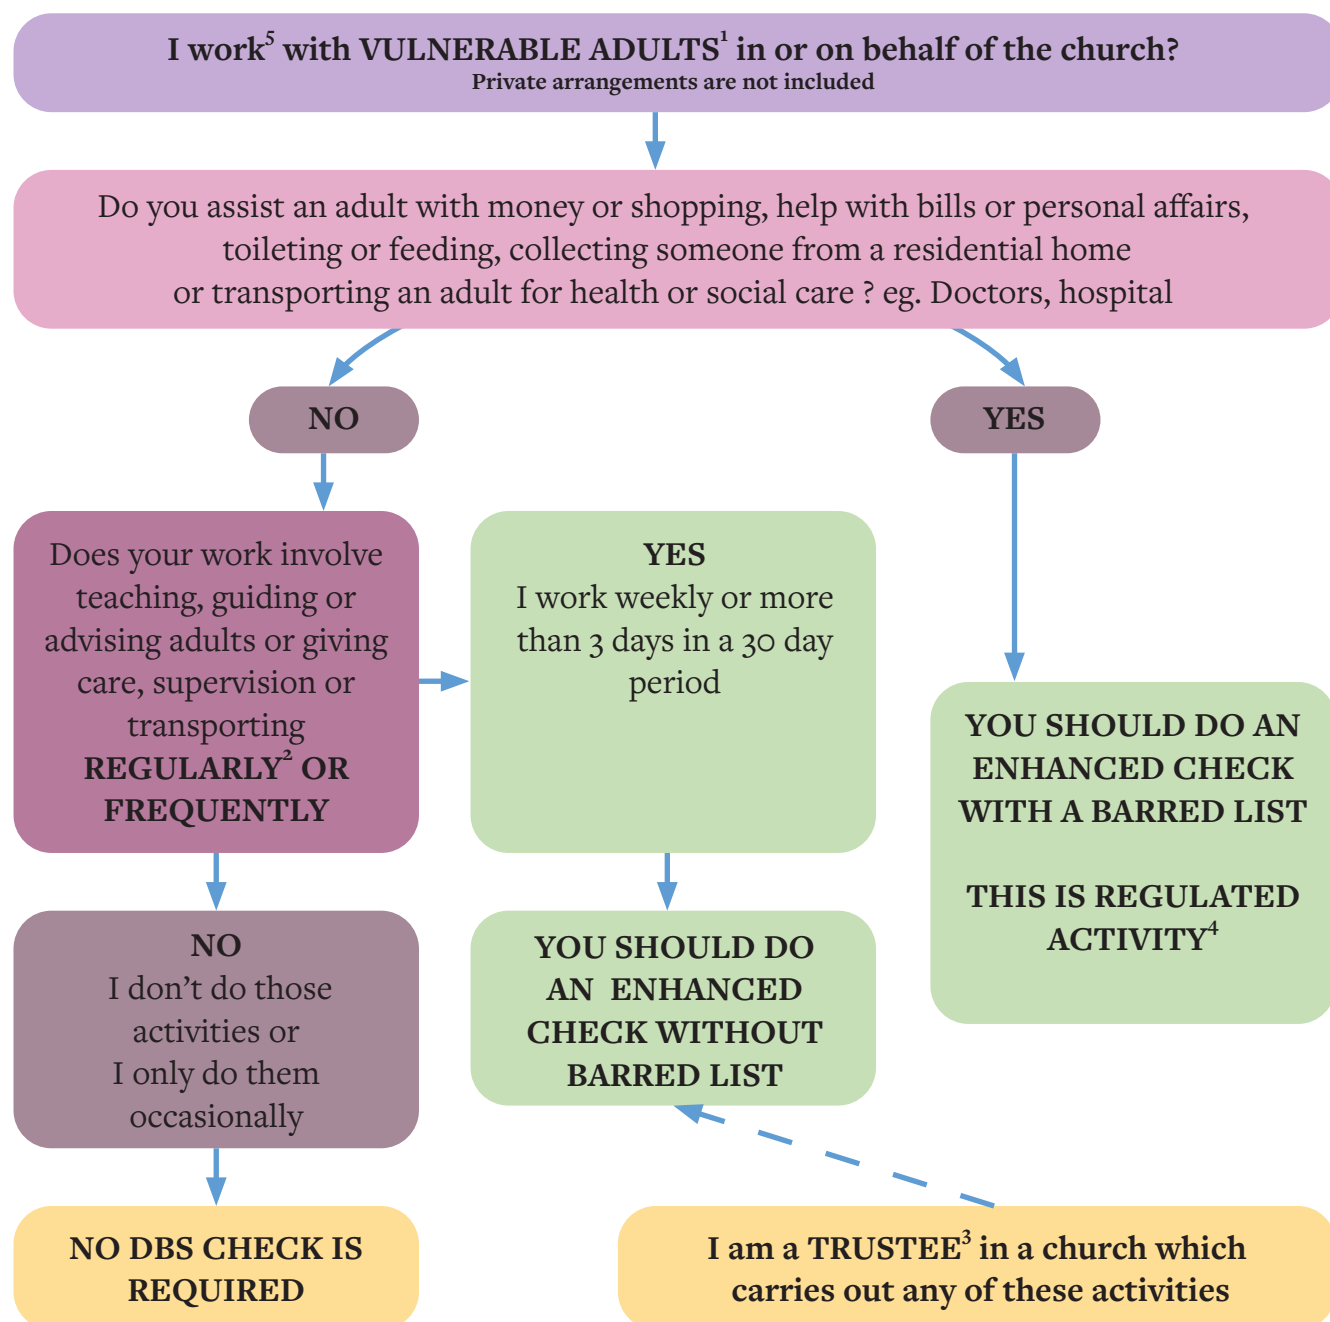 I work⁵ with VULNERABLE ADULTS¹ in or on behalf of the church?
Private arrangements are not included
Do you assist an adult with money or shopping, help with bills or personal affairs,
toileting or feeding, collecting someone from a residential home
or transporting an adult for health or social care ? eg. Doctors, hospital
NO
YES
Does your work involve
teaching, guiding or
advising adults or giving
care, supervision or
transporting
REGULARLY² OR
FREQUENTLY
YES
I work weekly or more
than 3 days in a 30 day
period
YOU SHOULD DO AN
ENHANCED CHECK
WITH A BARRED LIST
THIS IS REGULATED
ACTIVITY⁴
NO
I don’t do those
activities or
I only do them
occasionally
YOU SHOULD DO
AN ENHANCED
CHECK WITHOUT
BARRED LIST
NO DBS CHECK IS
REQUIRED
I am a TRUSTEE³ in a church which
carries out any of these activities